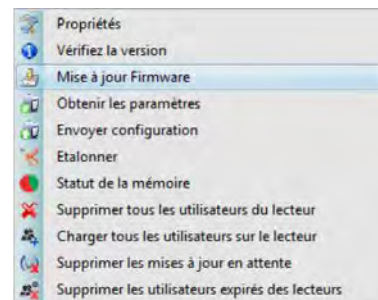 Propriétés
Vérifiez la version
Mise à jour Firmware
Obtenir les paramètres
Envoyer configuration
Etalonner
Statut de la mémoire
Supprimer tous les utilisateurs du lecteur
Charger tous les utilisateurs sur le lecteur
Supprimer les mises à jour en attente
Supprimer les utilisateurs expirés des lecteurs